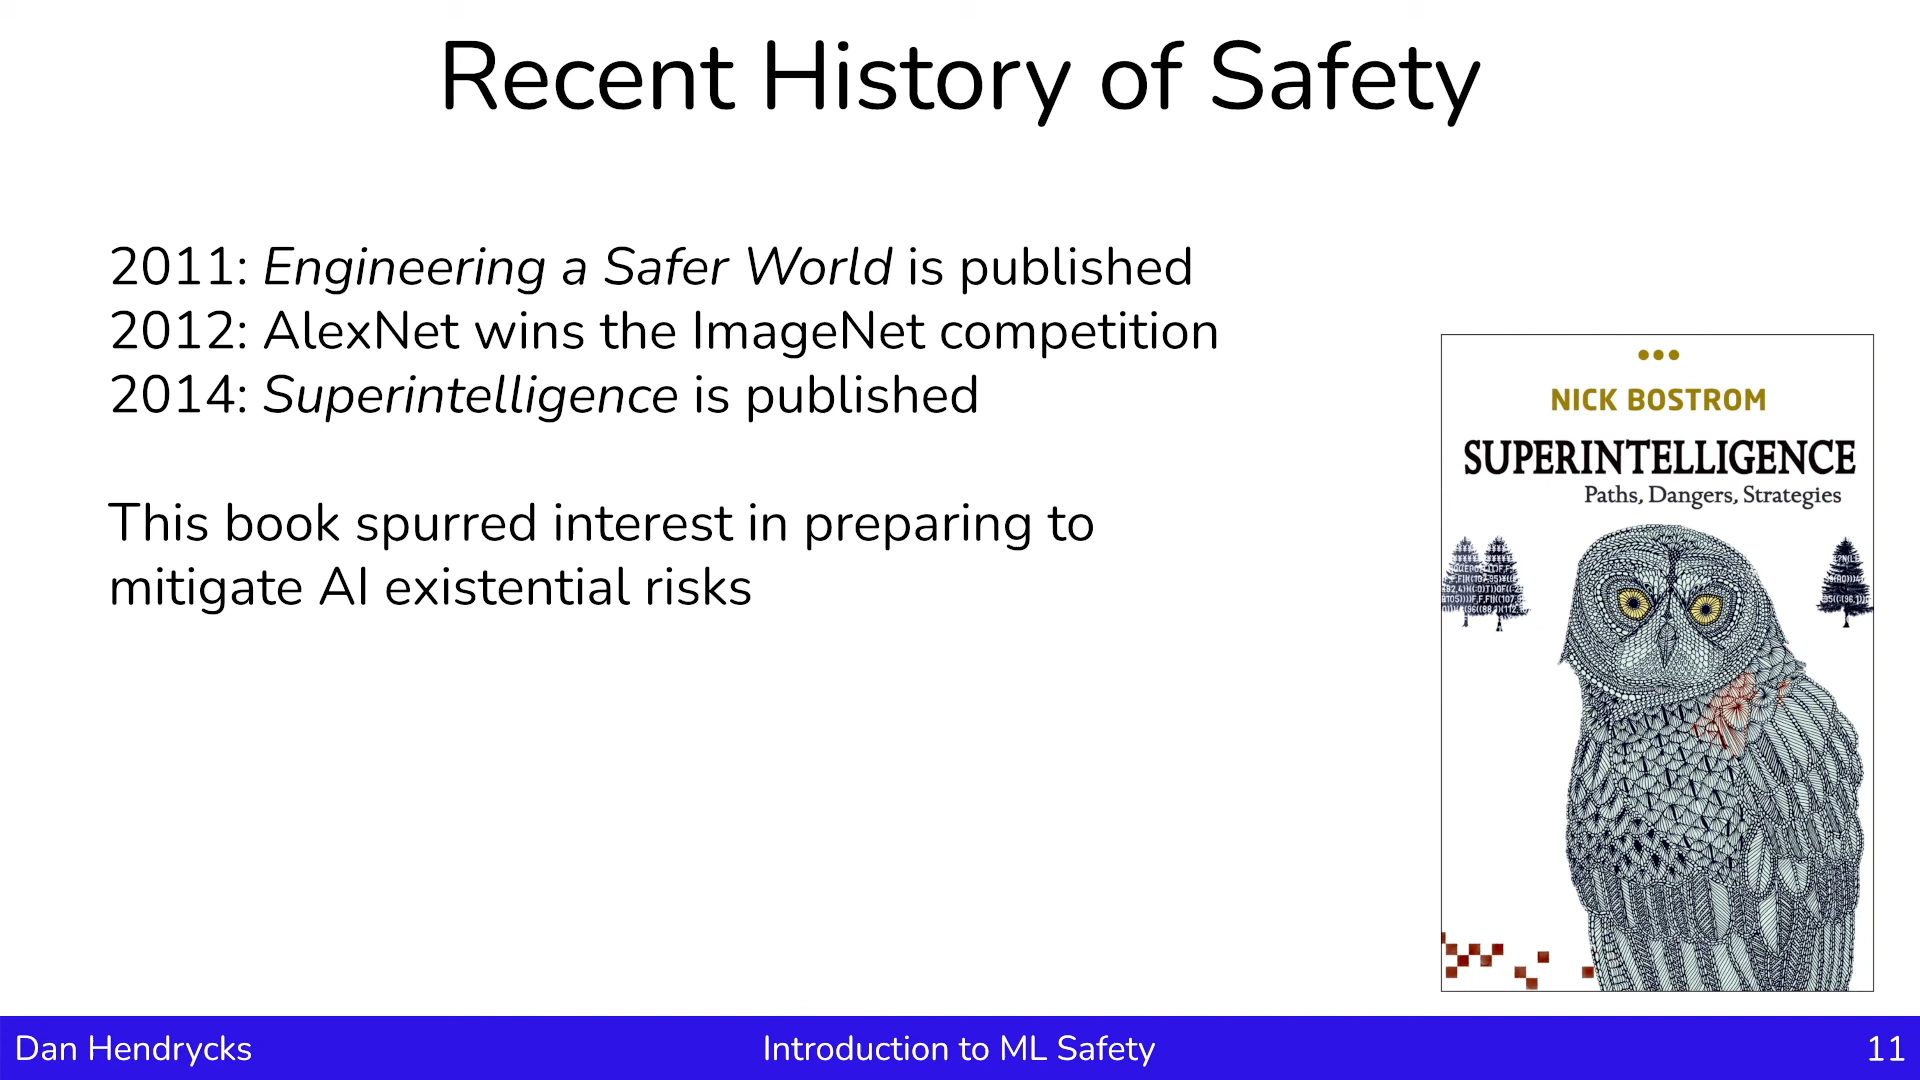 Recent History of Safety
2011: Engineering a Safer World is published
2012: AlexNet wins the ImageNet competition
2014: Superintelligence is published
This book spurred interest in preparing to
mitigate AI existential risks
NICK BOSTROM
SUPERINTELLIGENCE
Paths, Dangers, Strategies
Dan Hendrycks
Introduction to ML Safety
11